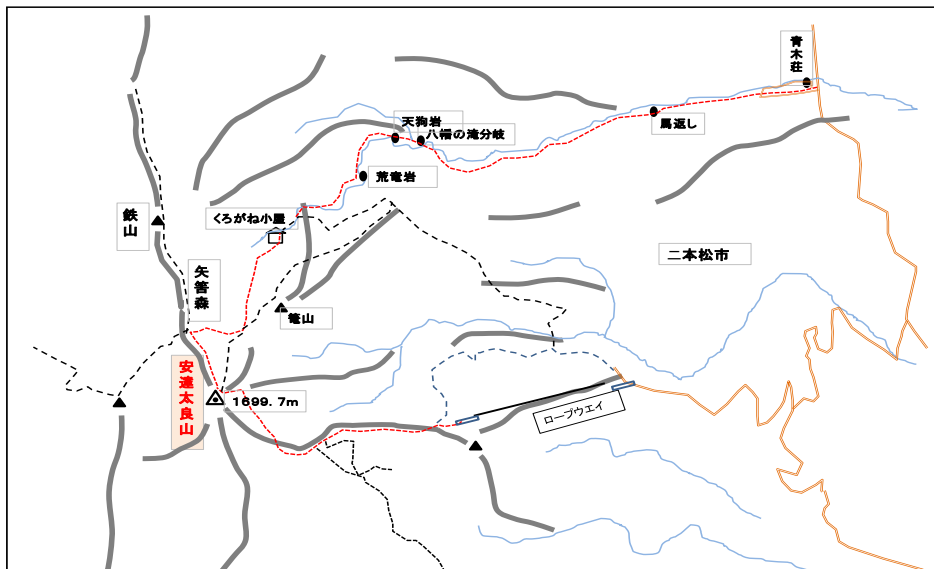 青木荘
天狗岩
八幡の滝分岐
馬返し
荒竜岩
くろがね小屋
鉄山
二本松市
矢筈森
篭山
安達太良山
1699.7m
ロープウエイ